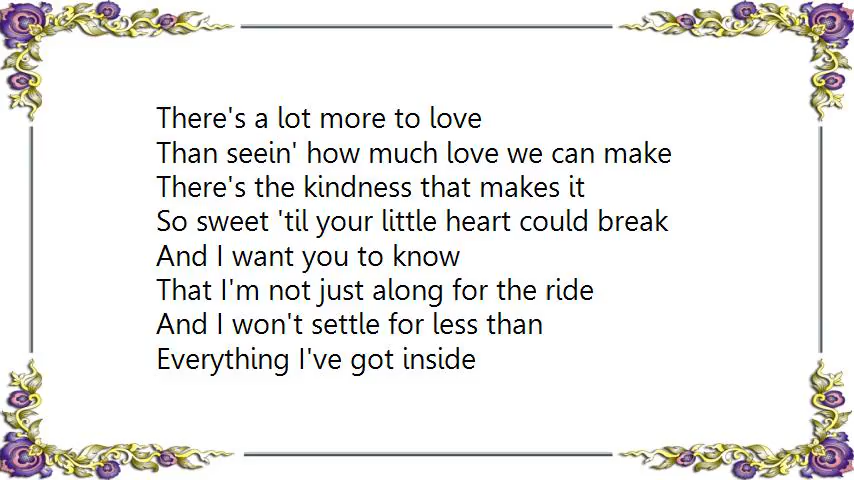 There's a lot more to love
Than seein' how much love we can make
There's the kindness that makes it
So sweet 'til your little heart could break
And I want you to know
That I'm not just along for the ride
And I won't settle for less than
Everything I've got inside